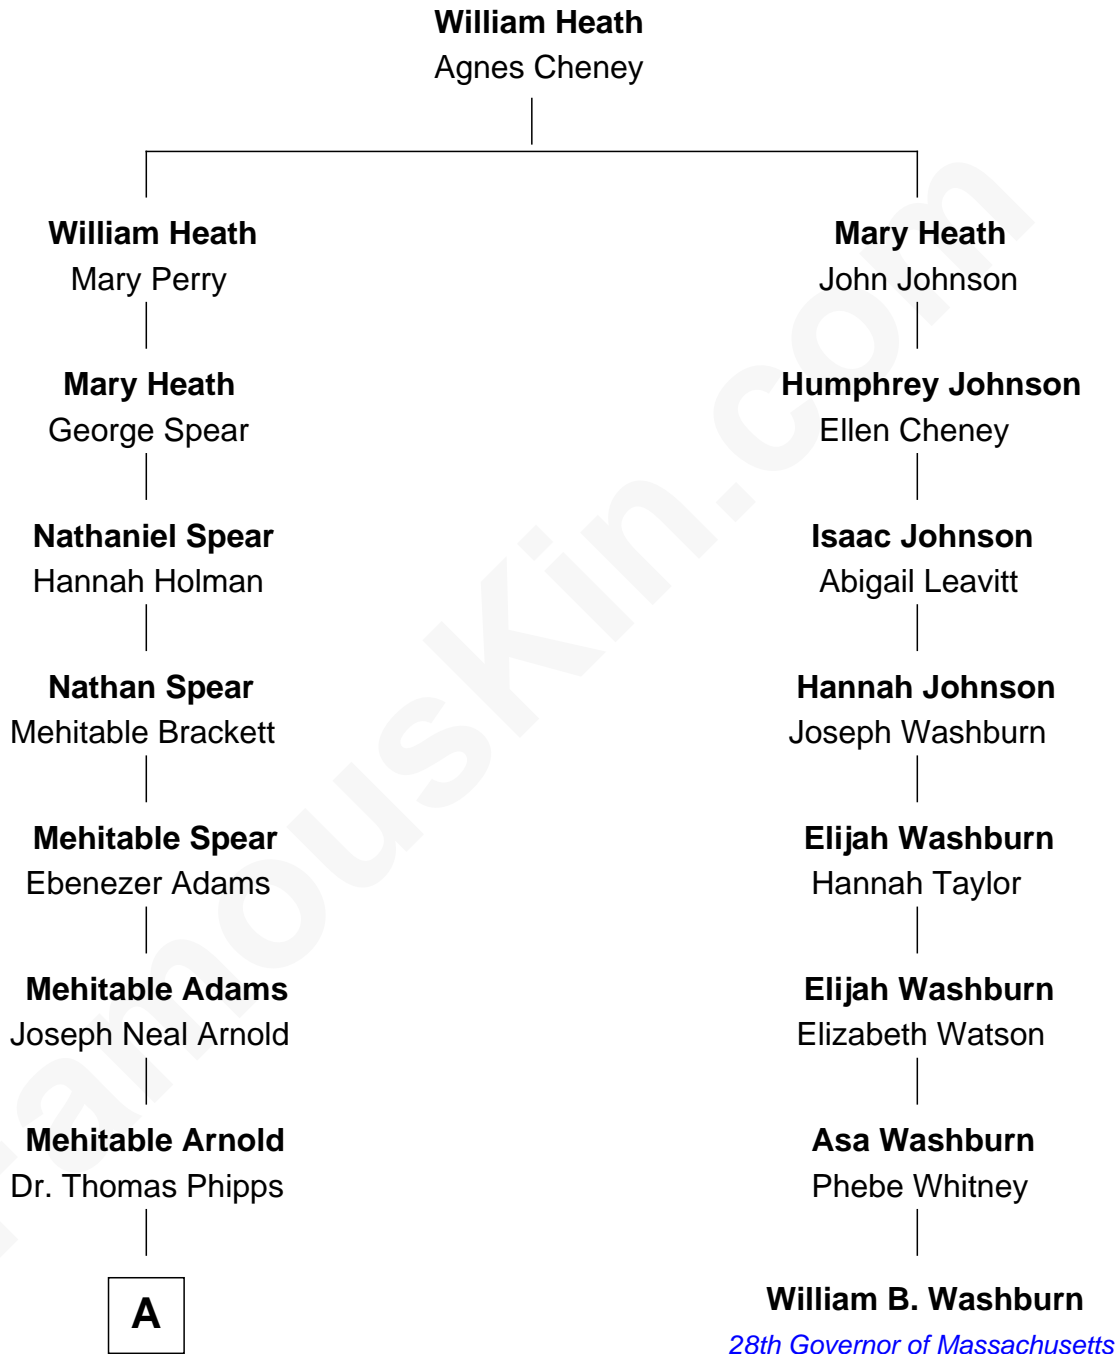 William Heath
Agnes Cheney
William Heath
Mary Perry
Mary Heath
John Johnson
Mary Heath
George Spear
Humphrey Johnson
Ellen Cheney
Nathaniel Spear
Hannah Holman
Isaac Johnson
Abigail Leavitt
Nathan Spear
Mehitable Brackett
Hannah Johnson
Joseph Washburn
Mehitable Spear
Ebenezer Adams
Elijah Washburn
Hannah Taylor
Mehitable Adams
Joseph Neal Arnold
Elijah Washburn
Elizabeth Watson
Mehitable Arnold
Dr. Thomas Phipps
Asa Washburn
Phebe Whitney
A
William B. Washburn
28th Governor of Massachusetts
FamousKin.com